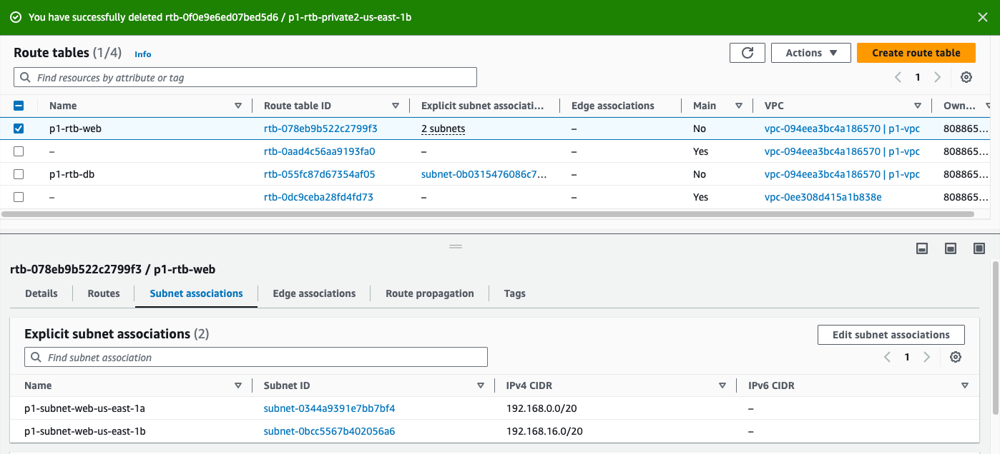 You have successfully deleted rtb-0f0e9e6ed07bed5d6 / p1-rtb-private2-us-east-1b
Route tables (1/4) Info
Actions Create route table
Find resources by attribute or tag 1
Name Route table ID Explicit subnet associati... Edge associations Main VPC Own...
p1-rtb-web rtb-078eb9b522c2799f3 2 subnets – No vpc-094eea3bc4a186570 | p1-vpc 808865...
– rtb-0aad4c56aa9193fa0 – – Yes vpc-094eea3bc4a186570 | p1-vpc 808865...
p1-rtb-db rtb-055fc87d67354af05 subnet-0b0315476086c7... – No vpc-094eea3bc4a186570 | p1-vpc 808865...
– rtb-0dc9ceba28fd4fd73 – – Yes vpc-0ee308d415a1b838e 808865...
rtb-078eb9b522c2799f3 / p1-rtb-web
Details Routes Subnet associations Edge associations Route propagation Tags
Explicit subnet associations (2) Edit subnet associations
Find subnet association 1
Name Subnet ID IPv4 CIDR IPv6 CIDR
p1-subnet-web-us-east-1a subnet-0344a9391e7bb7bf4 192.168.0.0/20 –
p1-subnet-web-us-east-1b subnet-0bcc5567b402056a6 192.168.16.0/20 –